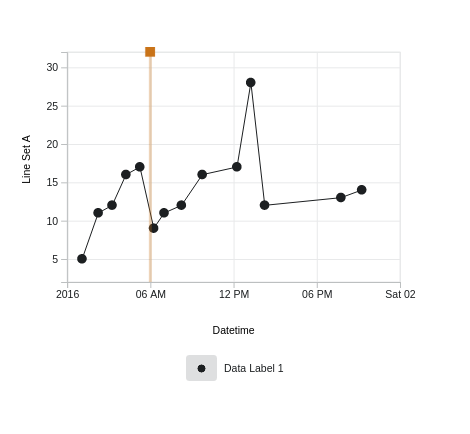 30
25
20
15
10
5
Line Set A
2016
06 AM
12 PM
06 PM
Sat 02
Datetime
Data Label 1